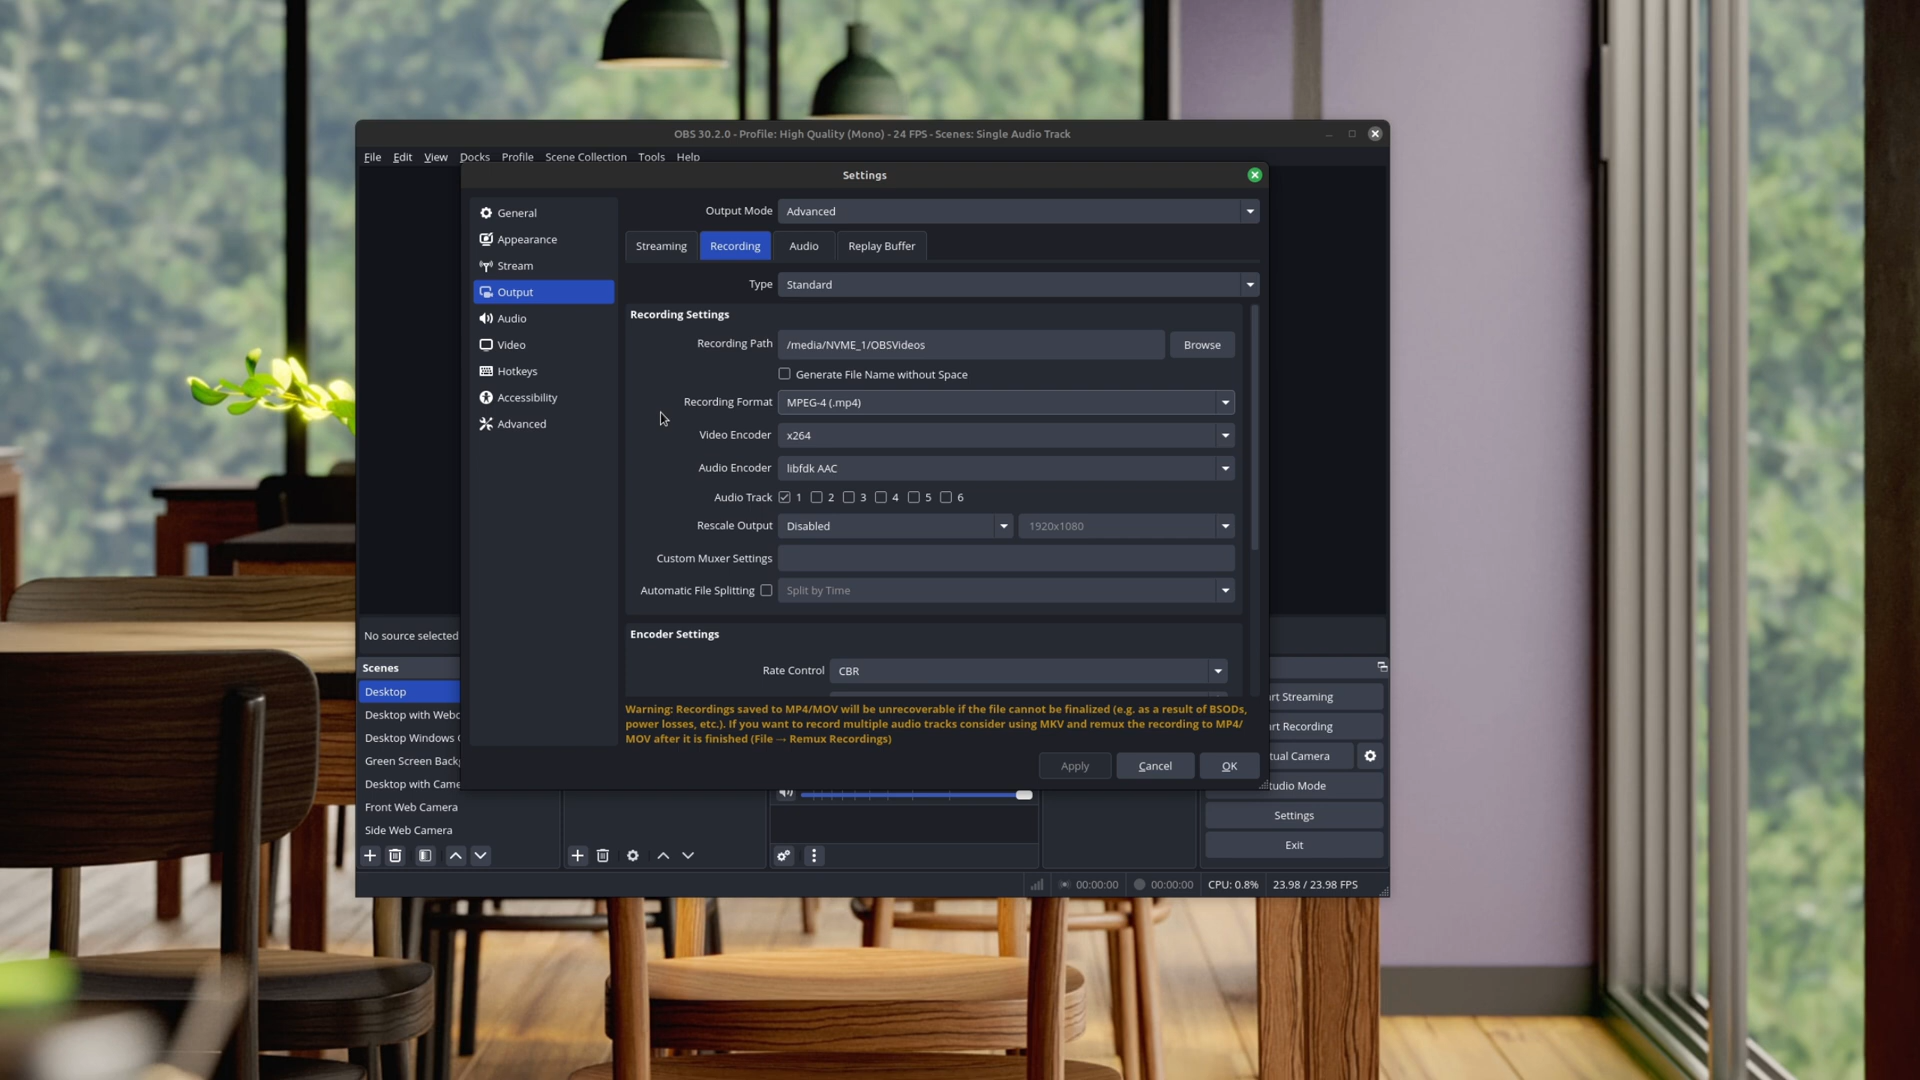 OBS 30.2.0 - Profile: High Quality (Mono) - 24 FPS - Scenes: Single Audio Track
File Edit View Docks Profile Scene Collection Tools Help
Settings
General
Appearance
Stream
Output
Audio
Video
Hotkeys
Accessibility
Advanced
Output Mode Advanced
Streaming Recording Audio Replay Buffer
Type Standard
Recording Settings
Recording Path /media/NVME_1/OBSVideos Browse
Generate File Name without Space
Recording Format MPEG-4 (.mp4)
Video Encoder x264
Audio Encoder libfdk AAC
Audio Track 1 2 3 4 5 6
Rescale Output Disabled 1920x1080
Custom Muxer Settings
Automatic File Splitting Split by Time
Encoder Settings
Rate Control CBR
Warning: Recordings saved to MP4/MOV will be unrecoverable if the file cannot be finalized (e.g. as a result of BSODs,
power losses, etc.). If you want to record multiple audio tracks consider using MKV and remux the recording to MP4/
MOV after it is finished (File → Remux Recordings)
Apply Cancel OK
No source selected
Scenes
Desktop
Desktop with Webc
Desktop Windows
Green Screen Backg
Desktop with Came
Front Web Camera
Side Web Camera
rt Streaming
rt Recording
tual Camera
tudio Mode
Settings
Exit
00:00:00 00:00:00 CPU: 0.8% 23.98 / 23.98 FPS